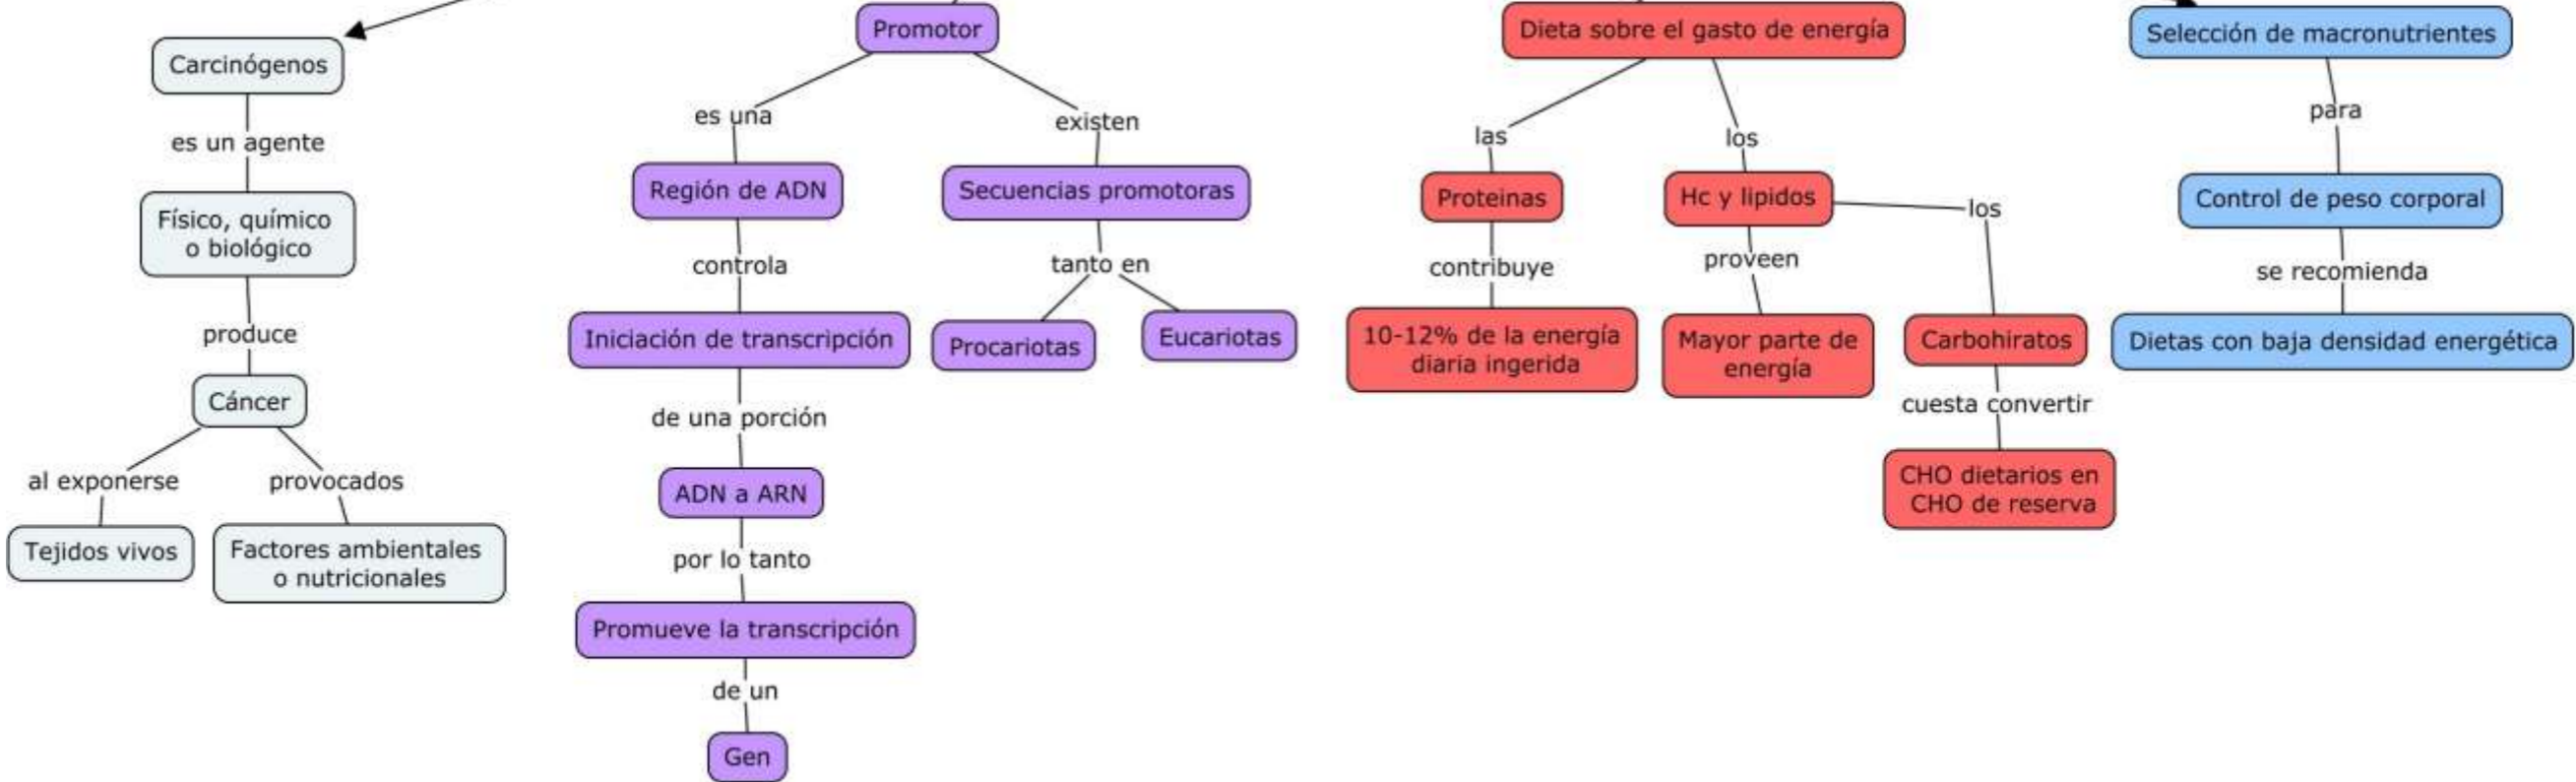 Carcinógenos
es un agente
Físico, químico
o biológico
produce
Cáncer
al exponerse
provocados
Tejidos vivos
Factores ambientales
o nutricionales
Promotor
es una
existen
Región de ADN
Secuencias promotoras
controla
tanto en
Iniciación de transcripción
Procariotas
Eucariotas
de una porción
ADN a ARN
por lo tanto
Promueve la transcripción
de un
Gen
Dieta sobre el gasto de energía
las
los
Proteinas
Hc y lipidos
los
contribuye
proveen
10-12% de la energía
diaria ingerida
Mayor parte de
energía
Carbohiratos
cuesta convertir
CHO dietarios en
CHO de reserva
Selección de macronutrientes
para
Control de peso corporal
se recomienda
Dietas con baja densidad energética